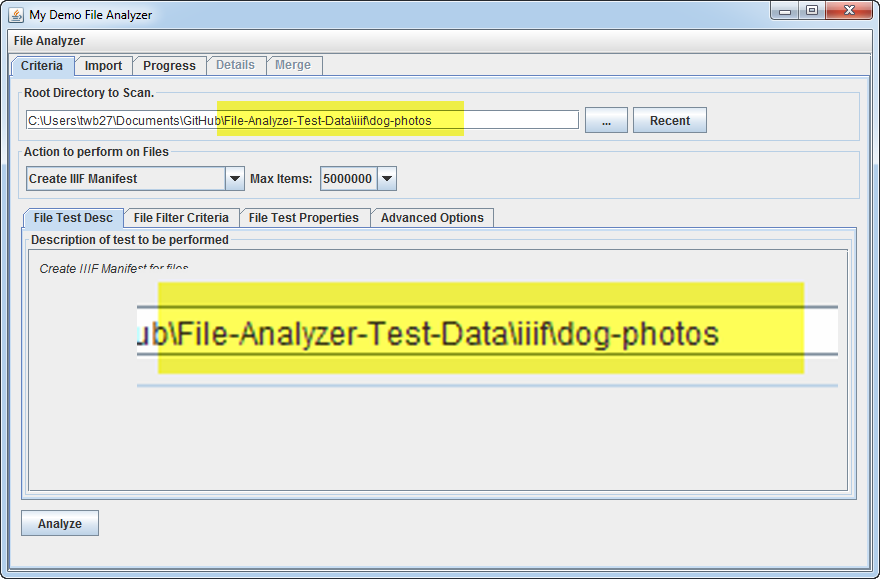 My Demo File Analyzer
File Analyzer
Criteria Import Progress Details Merge
Root Directory to Scan.
C:\Users\twb27\Documents\GitHub\File-Analyzer-Test-Data\iiif\dog-photos ... Recent
Action to perform on Files
Create IIIF Manifest Max Items: 5000000
File Test Desc File Filter Criteria File Test Properties Advanced Options
Description of test to be performed
Create IIIF Manifest for files
ub\File-Analyzer-Test-Data\iiif\dog-photos
Analyze